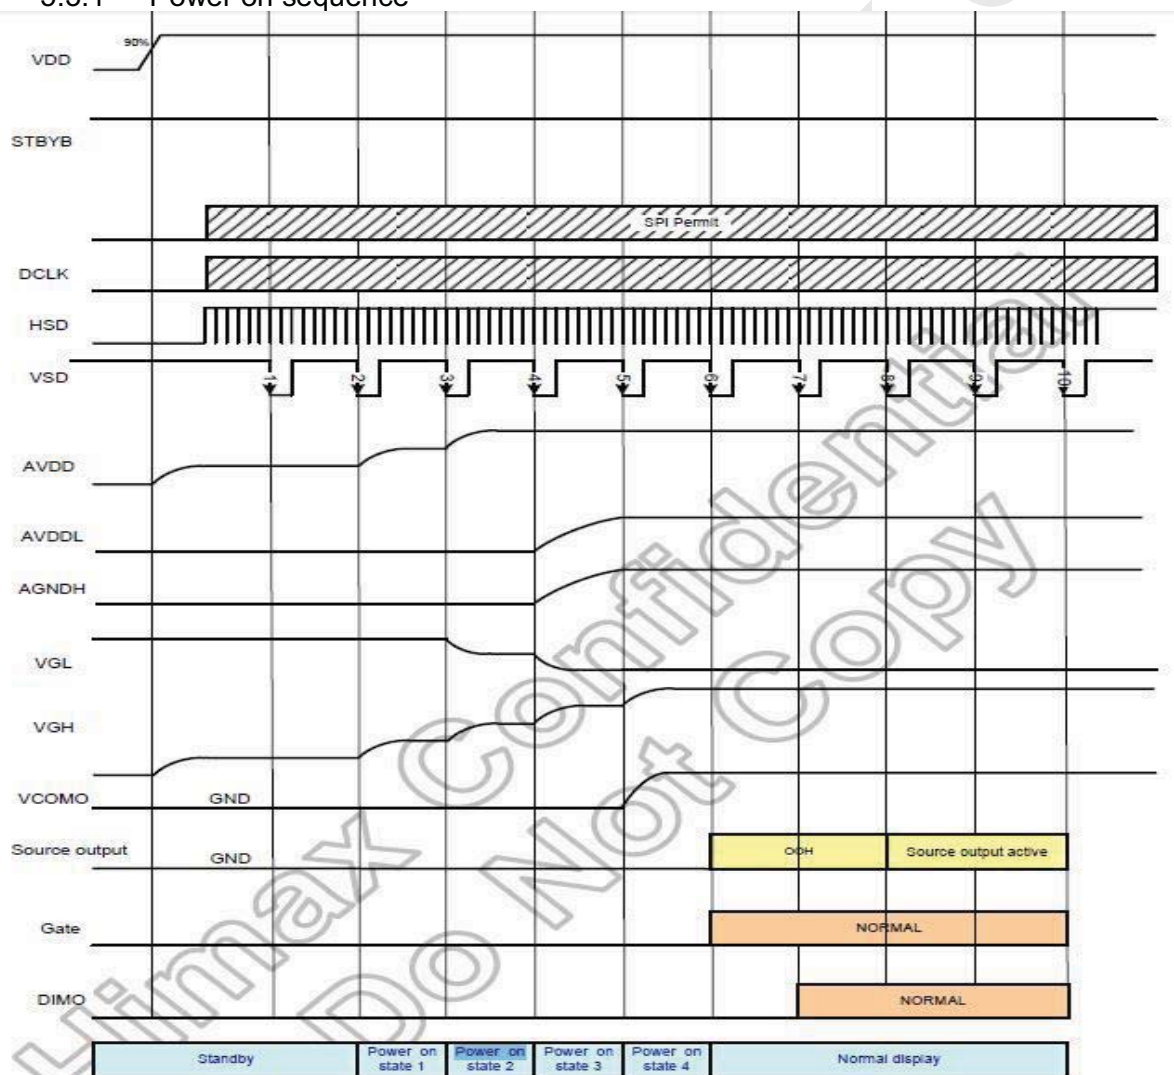 Power on sequence
90%
VDD
STBYB
SPI Permit
DCLK
HSD
VSD
1 2 3 4 5 6 7 8 9 10
AVDD
AVDDL
AGNDH
VGL
VGH
VCOMO GND
Source output GND OOH Source output active
Gate NORMAL
DIMO NORMAL
Standby Power on state 1 Power on state 2 Power on state 3 Power on state 4 Normal display
Himax Confidential
Do Not Copy